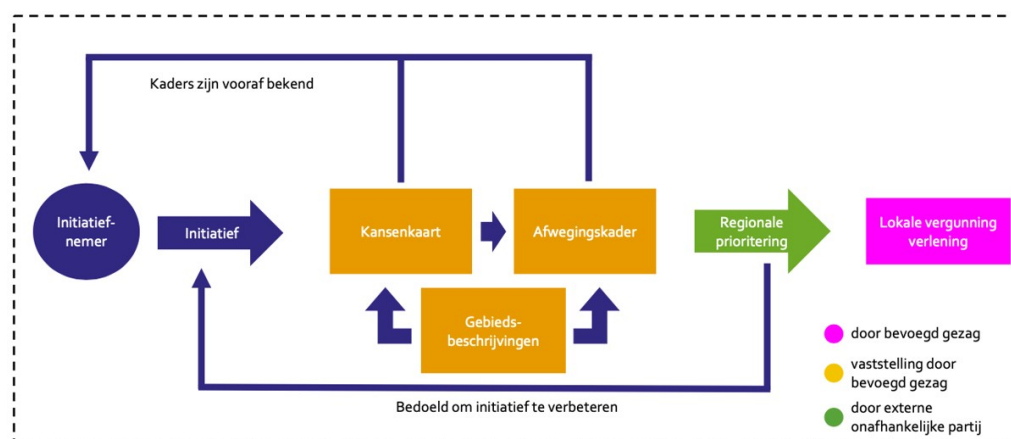 Kaders zijn vooraf bekend
Initiatief-
nemer
Initiatief
Kansenkaart
Afwegingskader
Regionale
prioritering
Lokale vergunning
verlening
Gebieds-
beschrijvingen
Bedoeld om initiatief te verbeteren
door bevoegd gezag
vaststelling door
bevoegd gezag
door externe
onafhankelijke partij